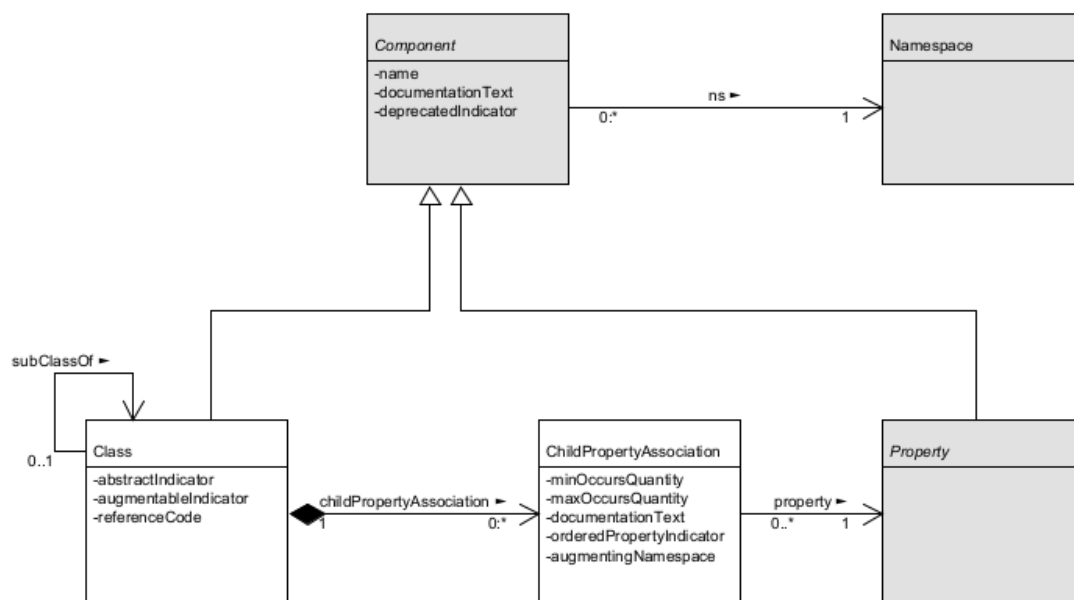 Component
-name
-documentationText
-deprecatedIndicator
ns ►
0:*
1
Namespace
subClassOf ►
0..1
Class
-abstractIndicator
-augmentableIndicator
-referenceCode
childPropertyAssociation ►
1
0:*
ChildPropertyAssociation
-minOccursQuantity
-maxOccursQuantity
-documentationText
-orderedPropertyIndicator
-augmentingNamespace
property ►
0..*
1
Property